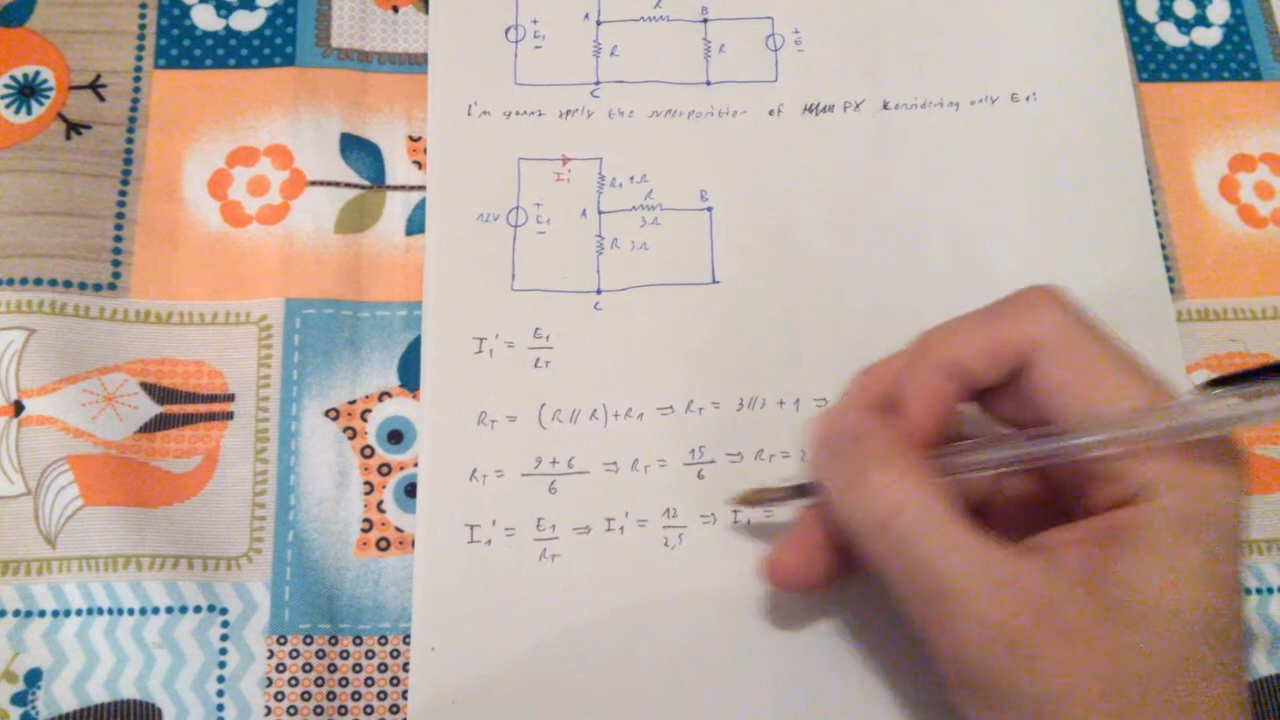 R
A B
+ E1 - R R + E -
C
I'm gonna apply the superposition of PX Considering only E1:
I1'
R1 1Ω
R
A B
12V + E1 - 3Ω
R 3Ω
C
I1' = E1 / RT
RT = (R // R) + R1 ⇒ RT = 3//3 + 1 ⇒
RT = 9+6 / 6 ⇒ RT = 15 / 6 ⇒ RT = 2
I1' = E1 / RT ⇒ I1' = 12 / 2,5 ⇒ I1 =